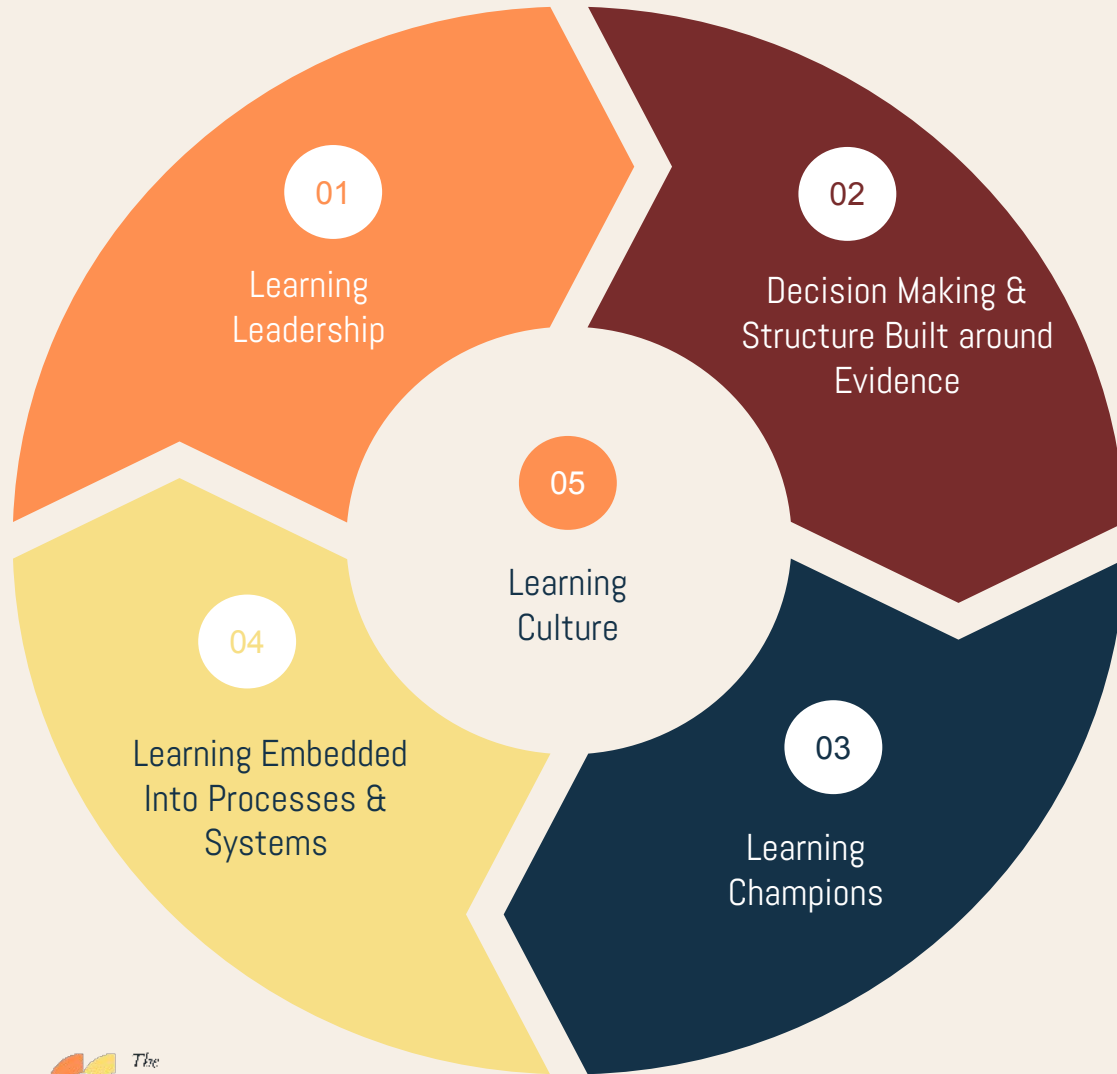 01
Learning
Leadership
02
Decision Making &
Structure Built around
Evidence
03
Learning
Champions
04
Learning Embedded
Into Processes &
Systems
05
Learning
Culture
The